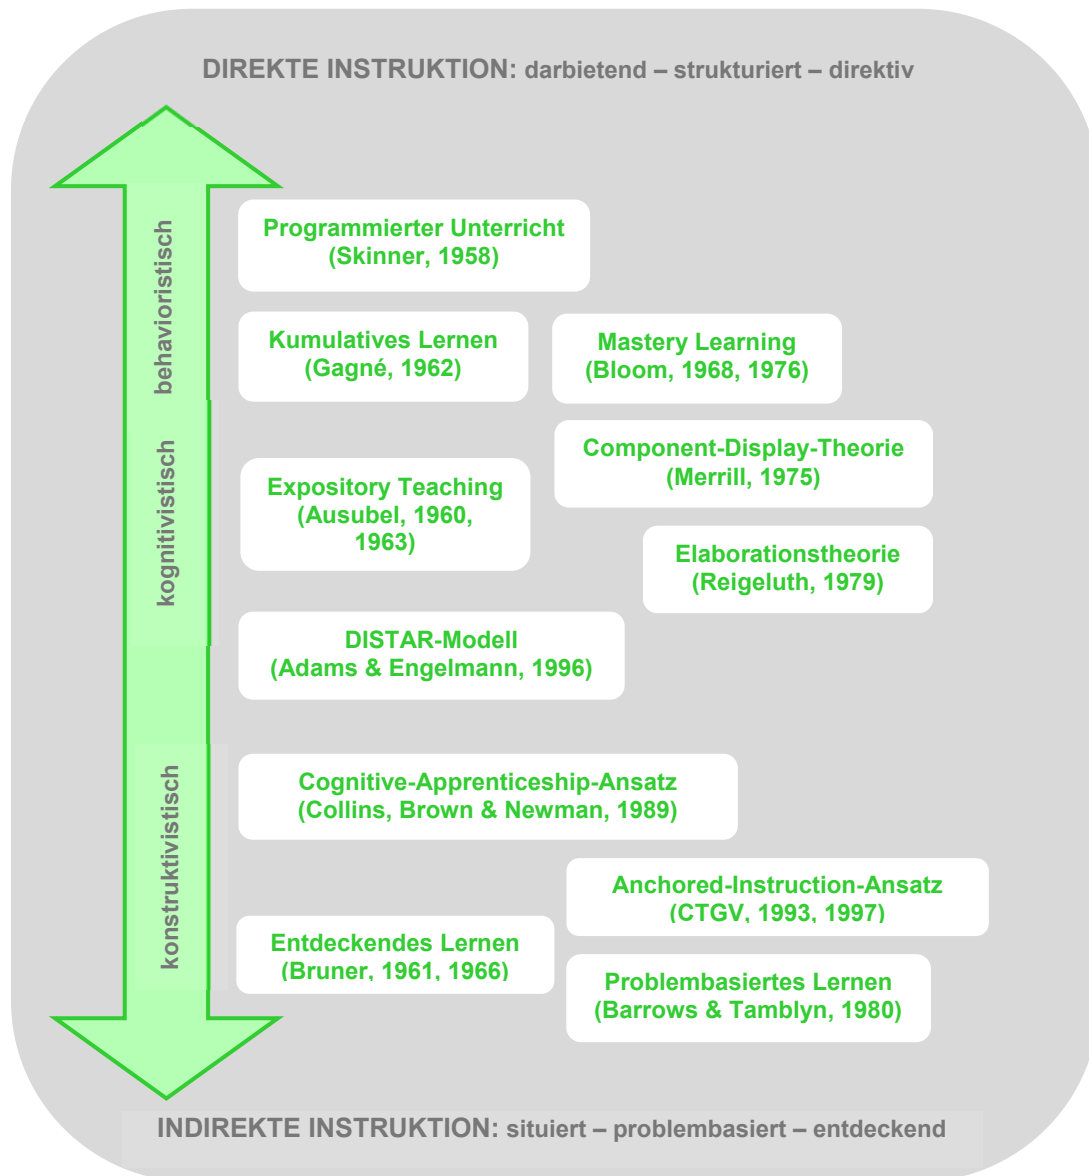 DIREKTE INSTRUKTION: darbietend – strukturiert – direktiv
behavioristisch
Programmierter Unterricht
(Skinner, 1958)
Kumulatives Lernen
(Gagné, 1962)
Mastery Learning
(Bloom, 1968, 1976)
kognitivistisch
Component-Display-Theorie
(Merrill, 1975)
Expository Teaching
(Ausubel, 1960,
1963)
Elaborationstheorie
(Reigeluth, 1979)
DISTAR-Modell
(Adams & Engelmann, 1996)
konstruktivistisch
Cognitive-Apprenticeship-Ansatz
(Collins, Brown & Newman, 1989)
Anchored-Instruction-Ansatz
(CTGV, 1993, 1997)
Entdeckendes Lernen
(Bruner, 1961, 1966)
Problembasiertes Lernen
(Barrows & Tamblyn, 1980)
INDIREKTE INSTRUKTION: situiert – problembasiert – entdeckend